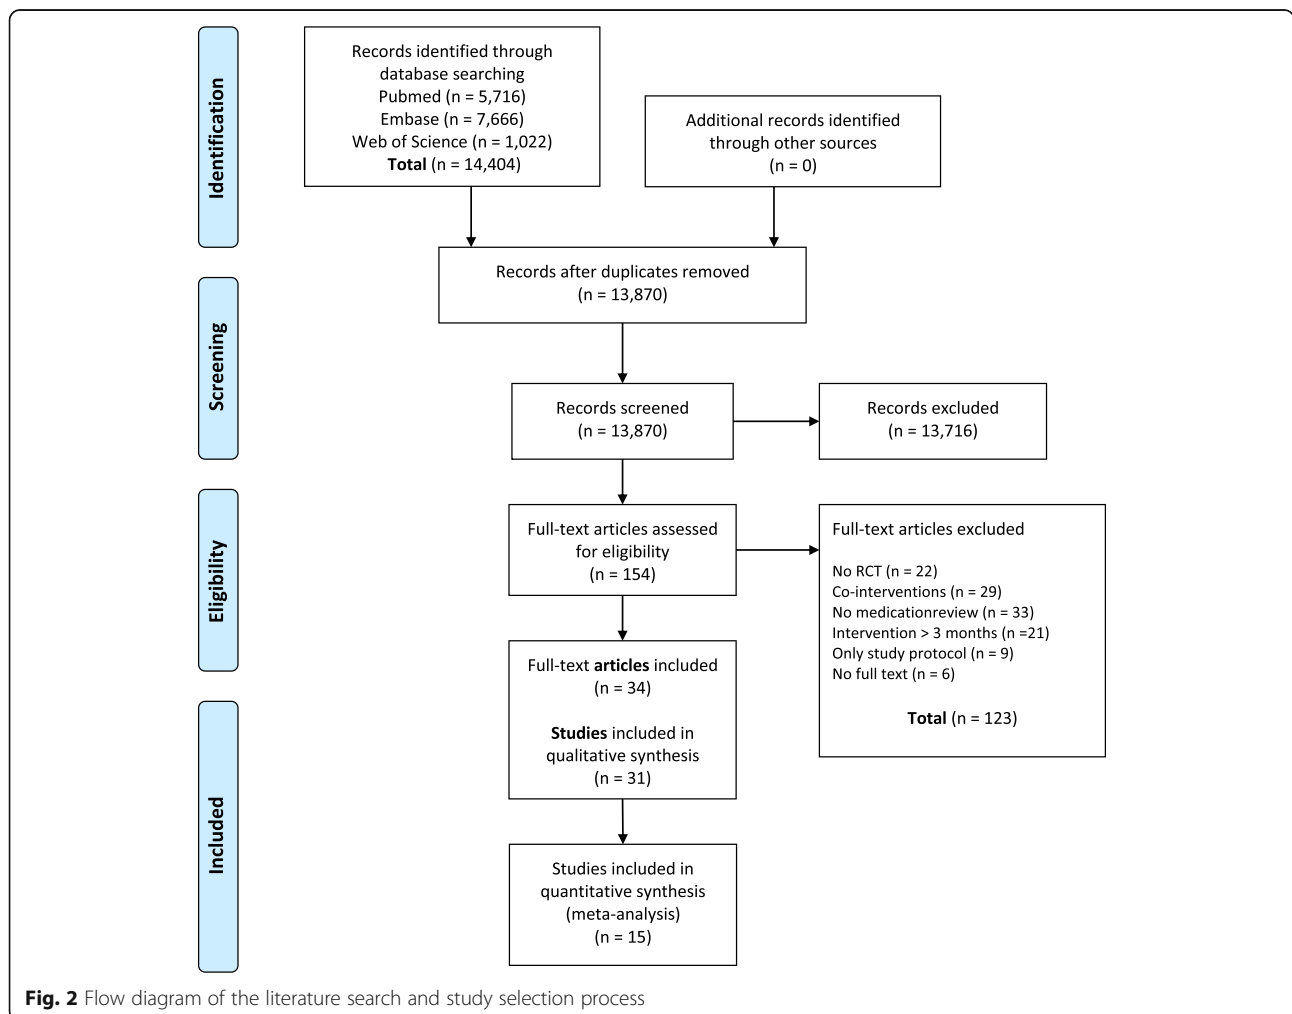 Identification
Records identified through
database searching
Pubmed (n = 5,716)
Embase (n = 7,666)
Web of Science (n = 1,022)
Total (n = 14,404)
Additional records identified
through other sources
(n = 0)
Records after duplicates removed
(n = 13,870)
Screening
Records screened
(n = 13,870)
Records excluded
(n = 13,716)
Eligibility
Full-text articles assessed
for eligibility
(n = 154)
Full-text articles excluded
No RCT (n = 22)
Co-interventions (n = 29)
No medicationreview (n = 33)
Intervention > 3 months (n =21)
Only study protocol (n = 9)
No full text (n = 6)
Total (n = 123)
Full-text articles included
(n = 34)
Studies included in
qualitative synthesis
(n = 31)
Included
Studies included in
quantitative synthesis
(meta-analysis)
(n = 15)
Fig. 2 Flow diagram of the literature search and study selection process